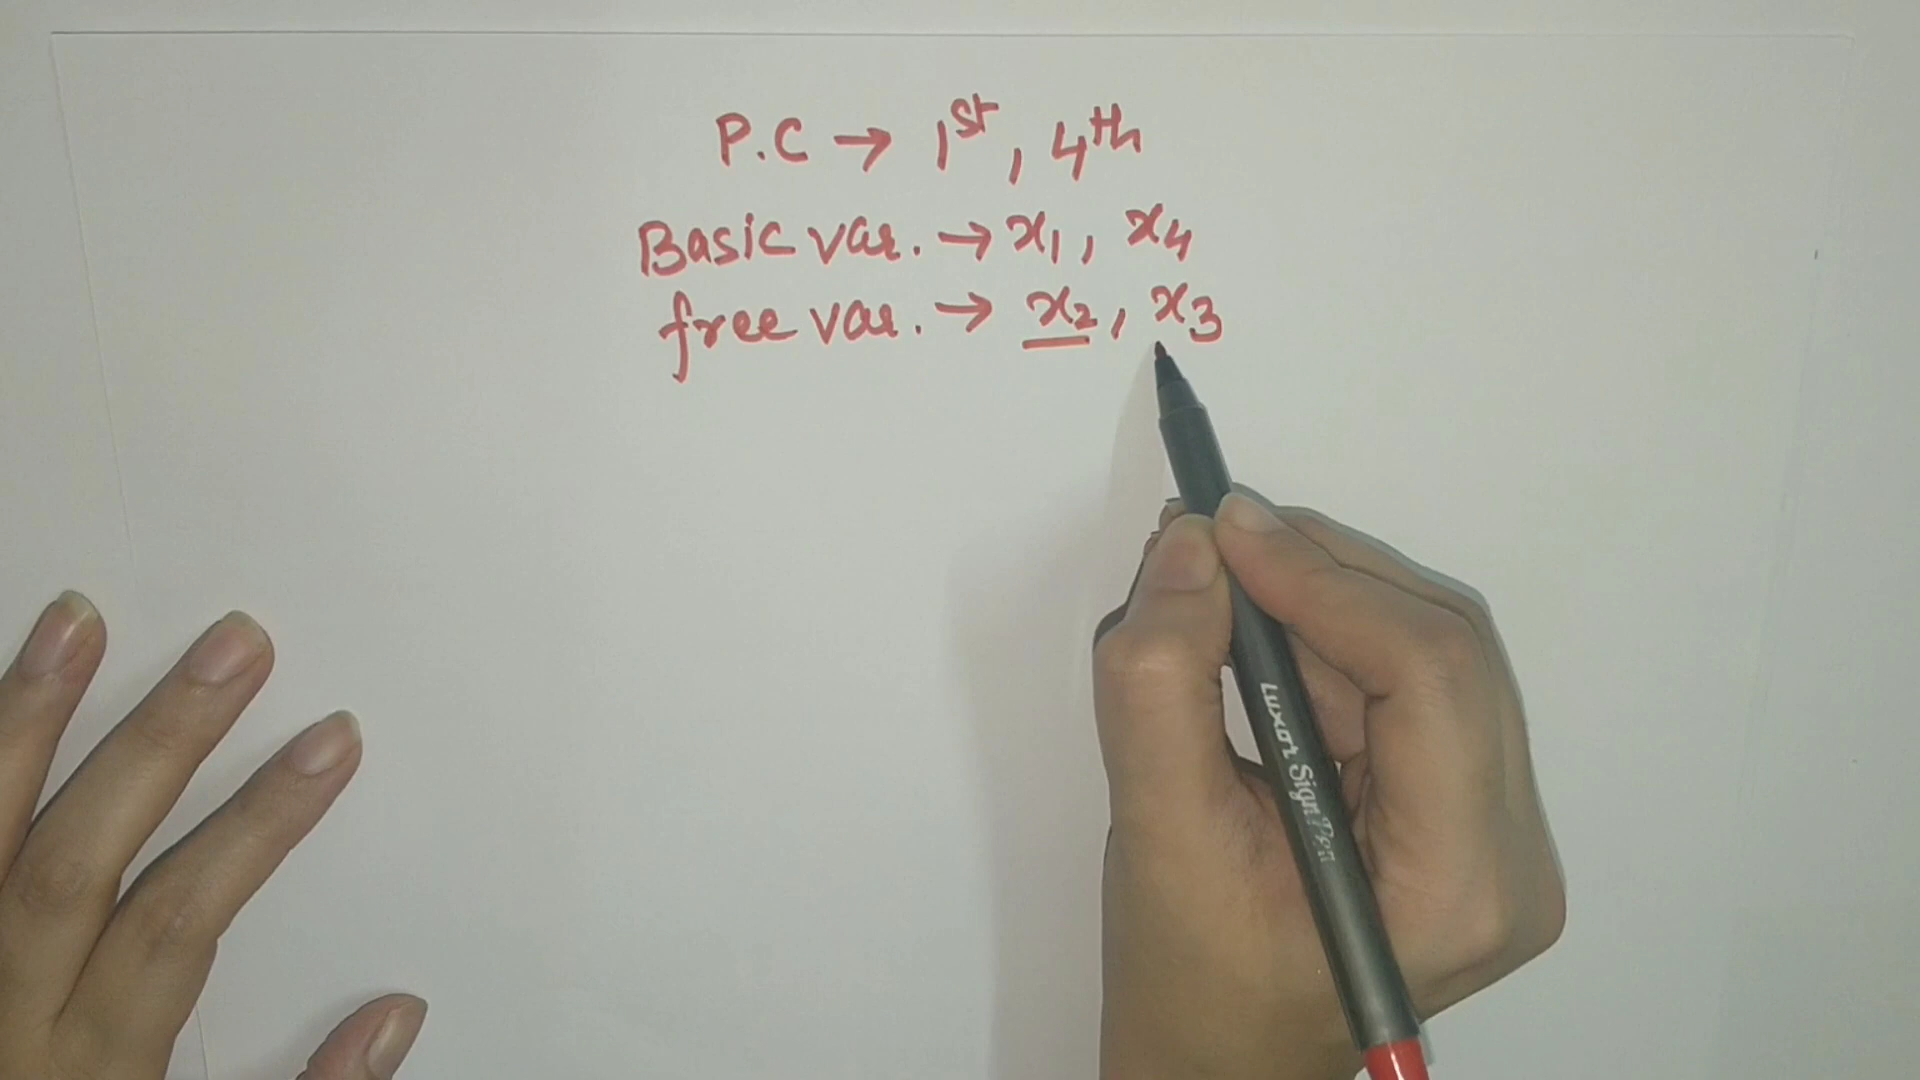 P.C → 1st, 4th
Basic var. → x1, x4
free var. → x2, x3
Luxor Sign Pen